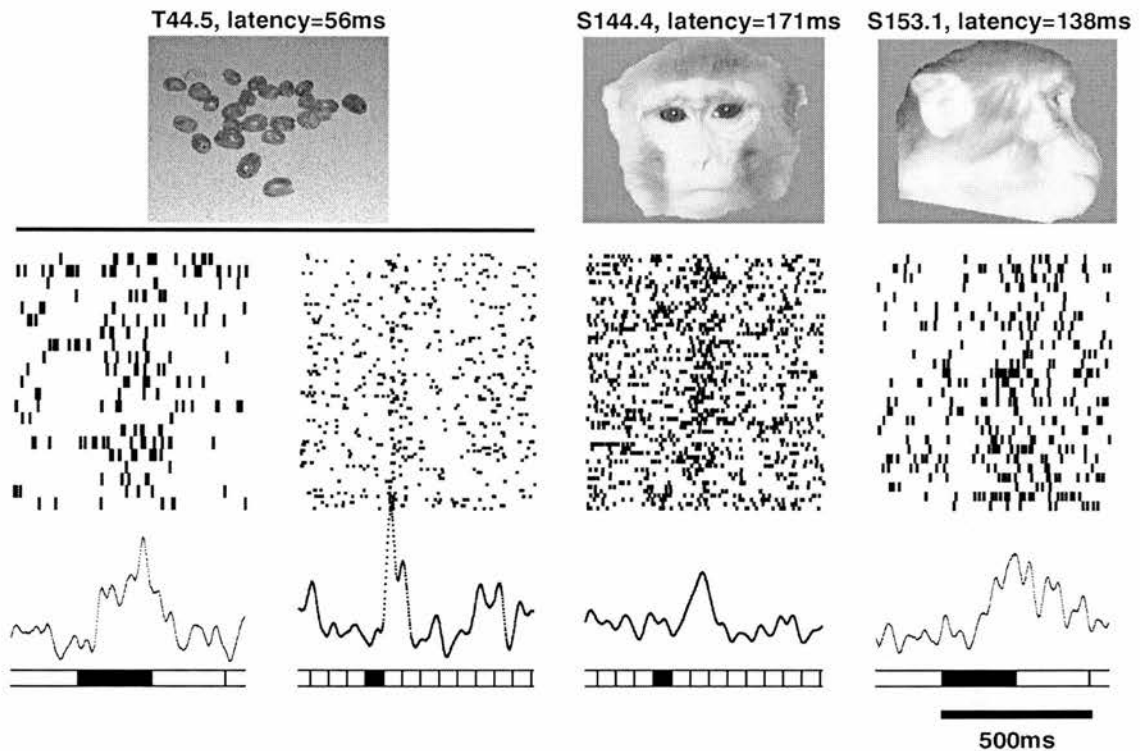 T44.5, latency=56ms
S144.4, latency=171ms
S153.1, latency=138ms
500ms